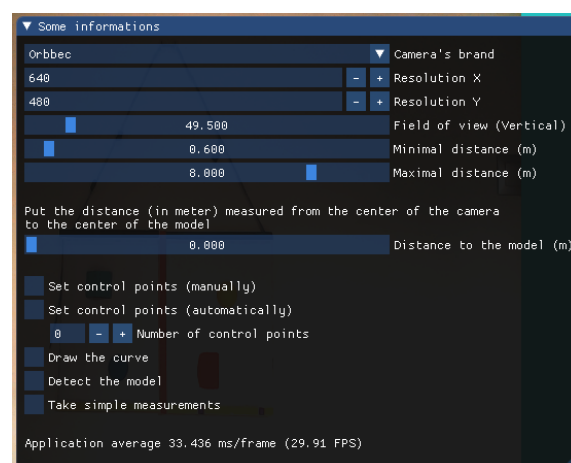 Some informations
Orbbec Camera's brand
640 - + Resolution X
480 - + Resolution Y
49.500 Field of view (Vertical)
0.600 Minimal distance (m)
8.000 Maximal distance (m)
Put the distance (in meter) measured from the center of the camera
to the center of the model
0.000 Distance to the model (m)
Set control points (manually)
Set control points (automatically)
0 - + Number of control points
Draw the curve
Detect the model
Take simple measurements
Application average 33.436 ms/frame (29.91 FPS)